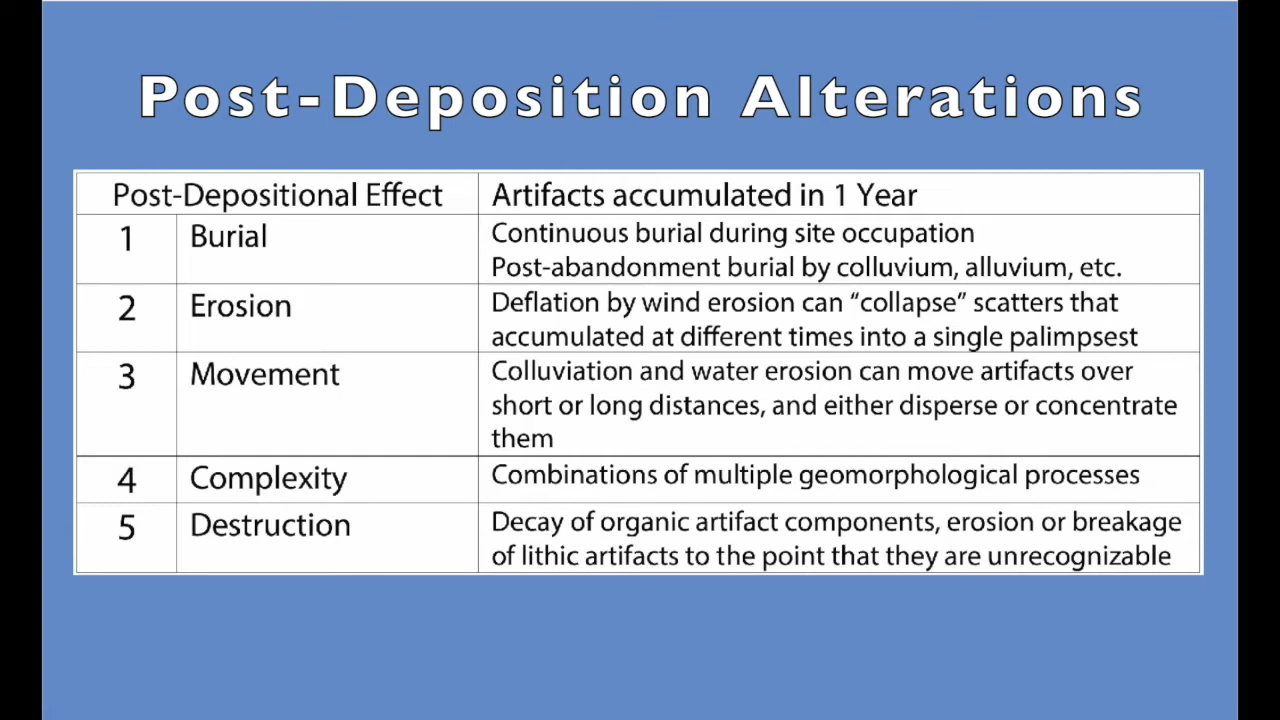 Post-Deposition Alterations
Post-Depositional Effect
Artifacts accumulated in 1 Year
1
Burial
Continuous burial during site occupation
Post-abandonment burial by colluvium, alluvium, etc.
2
Erosion
Deflation by wind erosion can “collapse” scatters that
accumulated at different times into a single palimpsest
3
Movement
Colluviation and water erosion can move artifacts over
short or long distances, and either disperse or concentrate
them
4
Complexity
Combinations of multiple geomorphological processes
5
Destruction
Decay of organic artifact components, erosion or breakage
of lithic artifacts to the point that they are unrecognizable